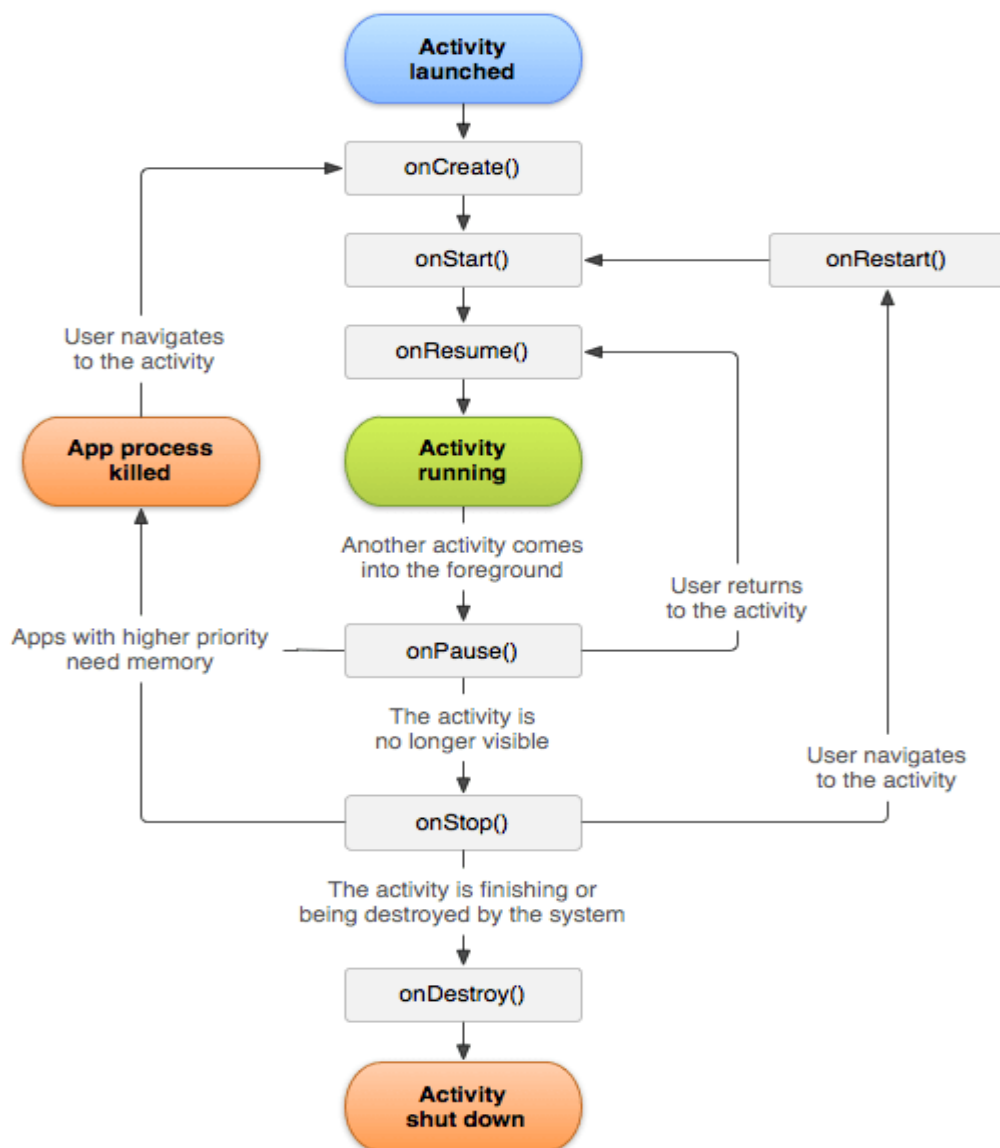 Activity
launched
onCreate()
onStart()
onRestart()
User navigates
to the activity
onResume()
App process
killed
Activity
running
Another activity comes
into the foreground
User returns
to the activity
Apps with higher priority
need memory
onPause()
The activity is
no longer visible
User navigates
to the activity
onStop()
The activity is finishing or
being destroyed by the system
onDestroy()
Activity
shut down